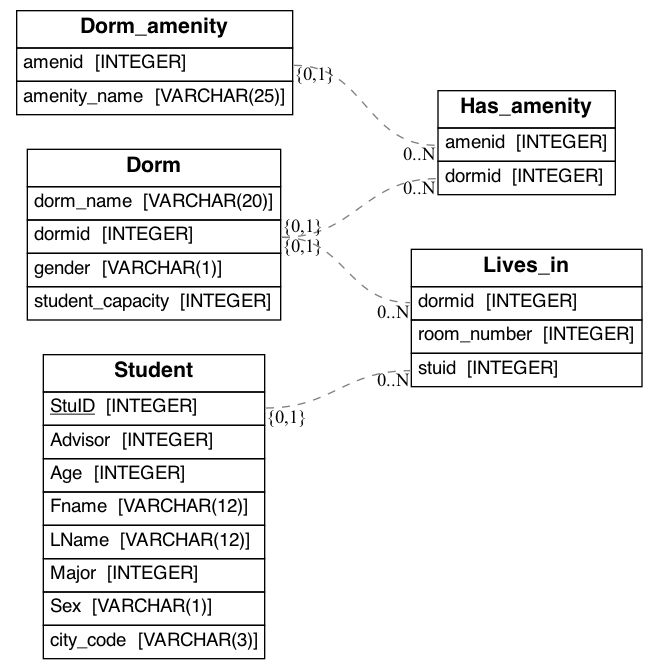 Dorm_amenity
amenid [INTEGER]
amenity_name [VARCHAR(25)]
{0,1}
Has_amenity
amenid [INTEGER]
dormid [INTEGER]
0..N
0..N
Dorm
dorm_name [VARCHAR(20)]
dormid [INTEGER]
gender [VARCHAR(1)]
student_capacity [INTEGER]
{0,1}
{0,1}
Lives_in
dormid [INTEGER]
room_number [INTEGER]
stuid [INTEGER]
0..N
0..N
Student
StuID [INTEGER]
Advisor [INTEGER]
Age [INTEGER]
Fname [VARCHAR(12)]
LName [VARCHAR(12)]
Major [INTEGER]
Sex [VARCHAR(1)]
city_code [VARCHAR(3)]
{0,1}